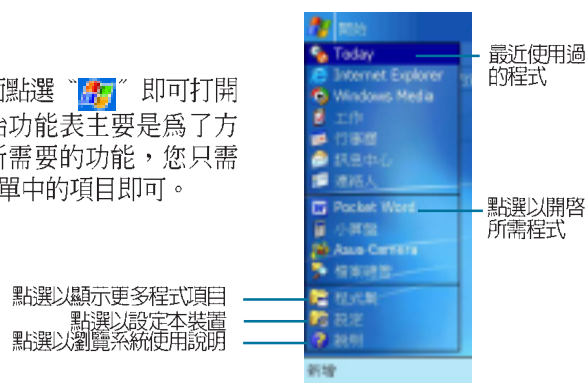 開始
Today
Internet Explorer
Windows Media
工作
行事曆
訊息中心
連絡人
Pocket Word
小算盤
Asus Camera
檔案總管
程式集
設定
說明
新增
最近使用過
的程式
點選以開啓
所需程式
面點選〝 〞即可打開
始功能表主要是爲了方
所需要的功能,您只需
單中的項目即可。
點選以顯示更多程式項目
點選以設定本裝置
點選以瀏覽系統使用說明